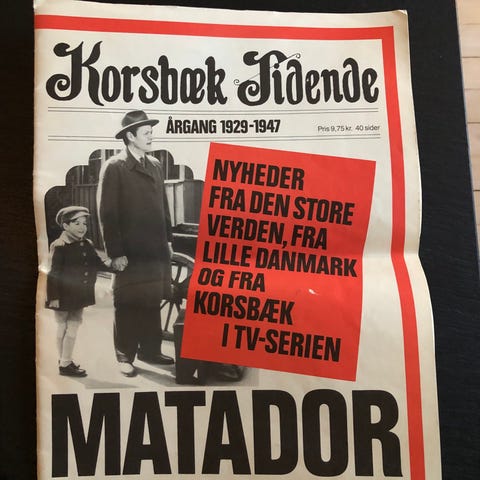 Korsbæk Tidende
ÅRGANG 1929-1947
Pris 9,75 kr. 40 sider
NYHEDER
FRA DEN STORE
VERDEN, FRA
LILLE DANMARK
OG FRA
KORSBÆK
I TV-SERIEN
MATADOR